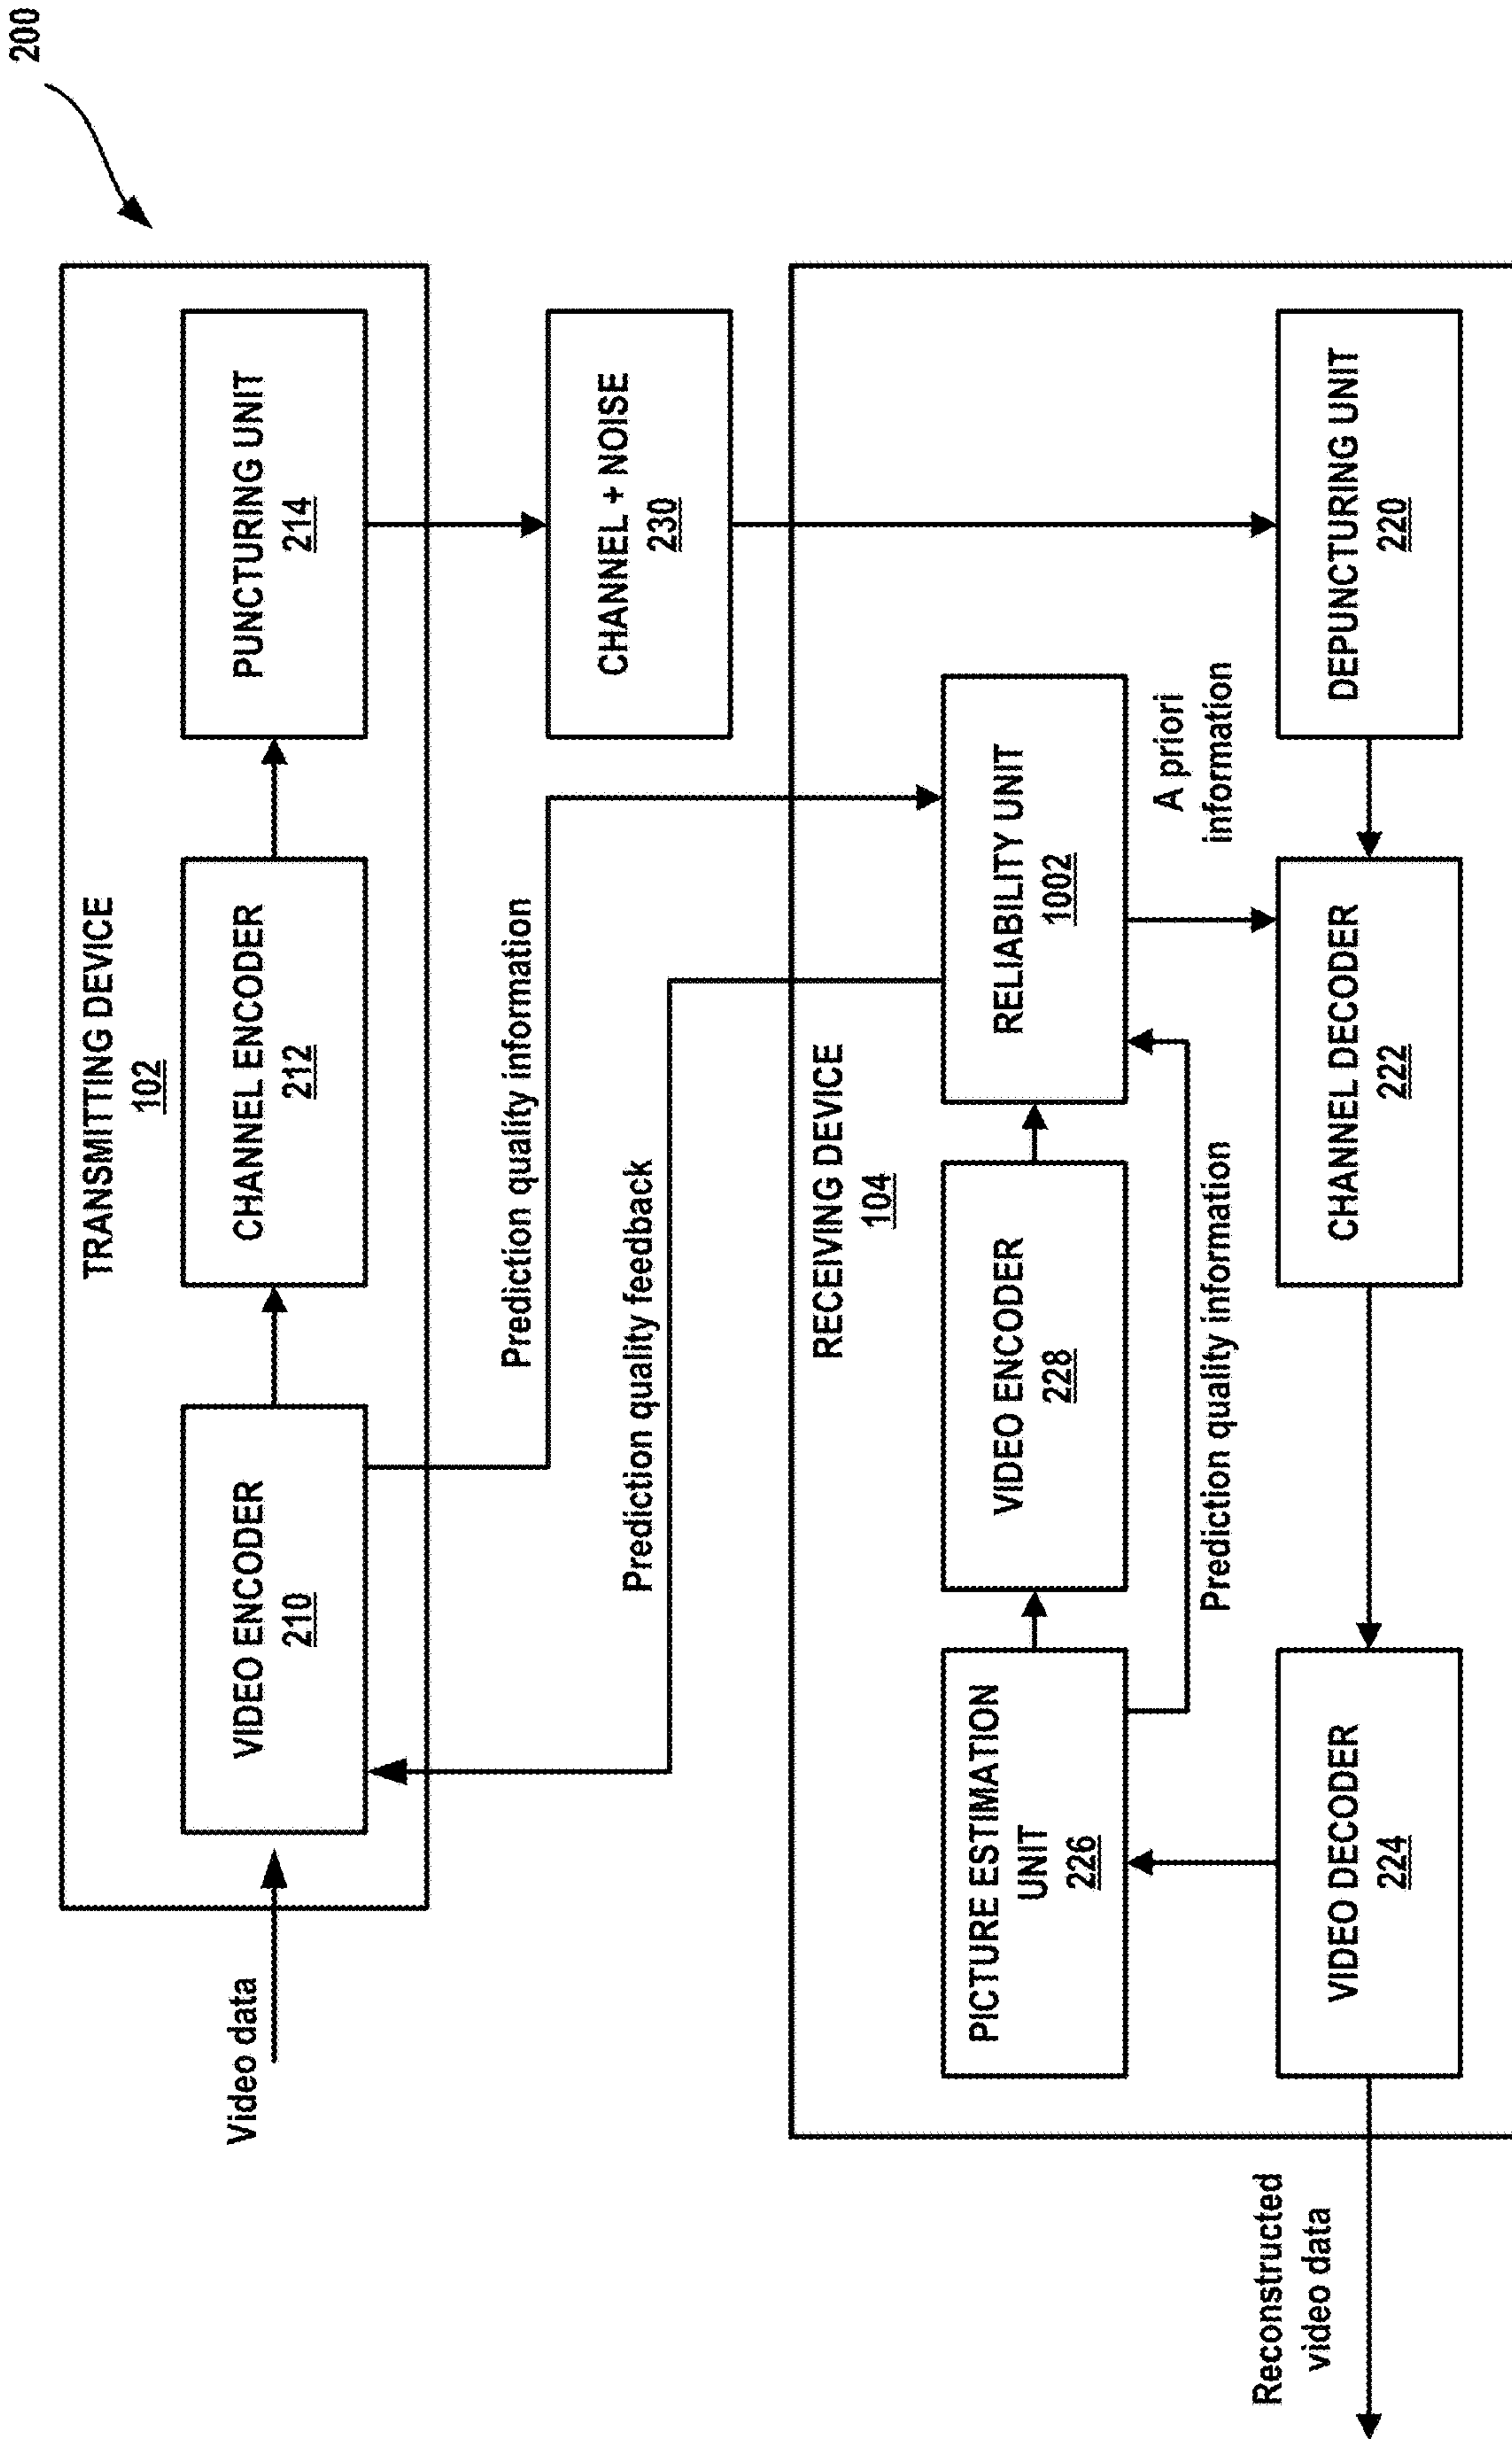 200
TRANSMITTING DEVICE
102
Video data
VIDEO ENCODER
210
CHANNEL ENCODER
212
PUNCTURING UNIT
214
Prediction quality information
CHANNEL + NOISE
230
Prediction quality feedback
RECEIVING DEVICE
104
PICTURE ESTIMATION
UNIT
226
VIDEO ENCODER
228
RELIABILITY UNIT
1002
Prediction quality information
A priori
information
Reconstructed
video data
VIDEO DECODER
224
CHANNEL DECODER
222
DEPUNCTURING UNIT
220